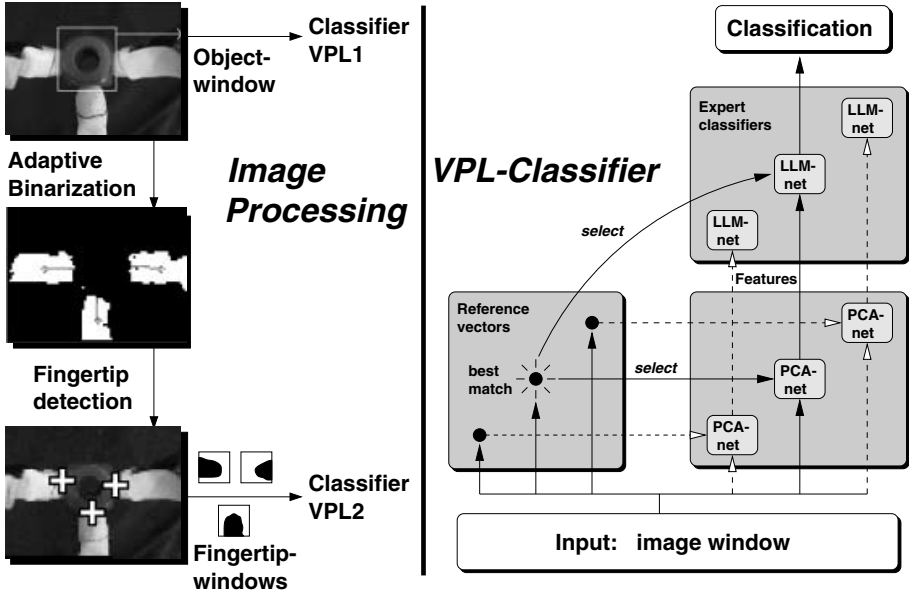 Classifier
VPL1
Object-
window
Adaptive
Binarization
Image
Processing
Fingertip
detection
Classifier
VPL2
Fingertip-
windows
VPL-Classifier
Classification
Expert
classifiers
LLM-
net
LLM-
net
LLM-
net
select
Features
Reference
vectors
best
match
select
PCA-
net
PCA-
net
PCA-
net
Input: image window